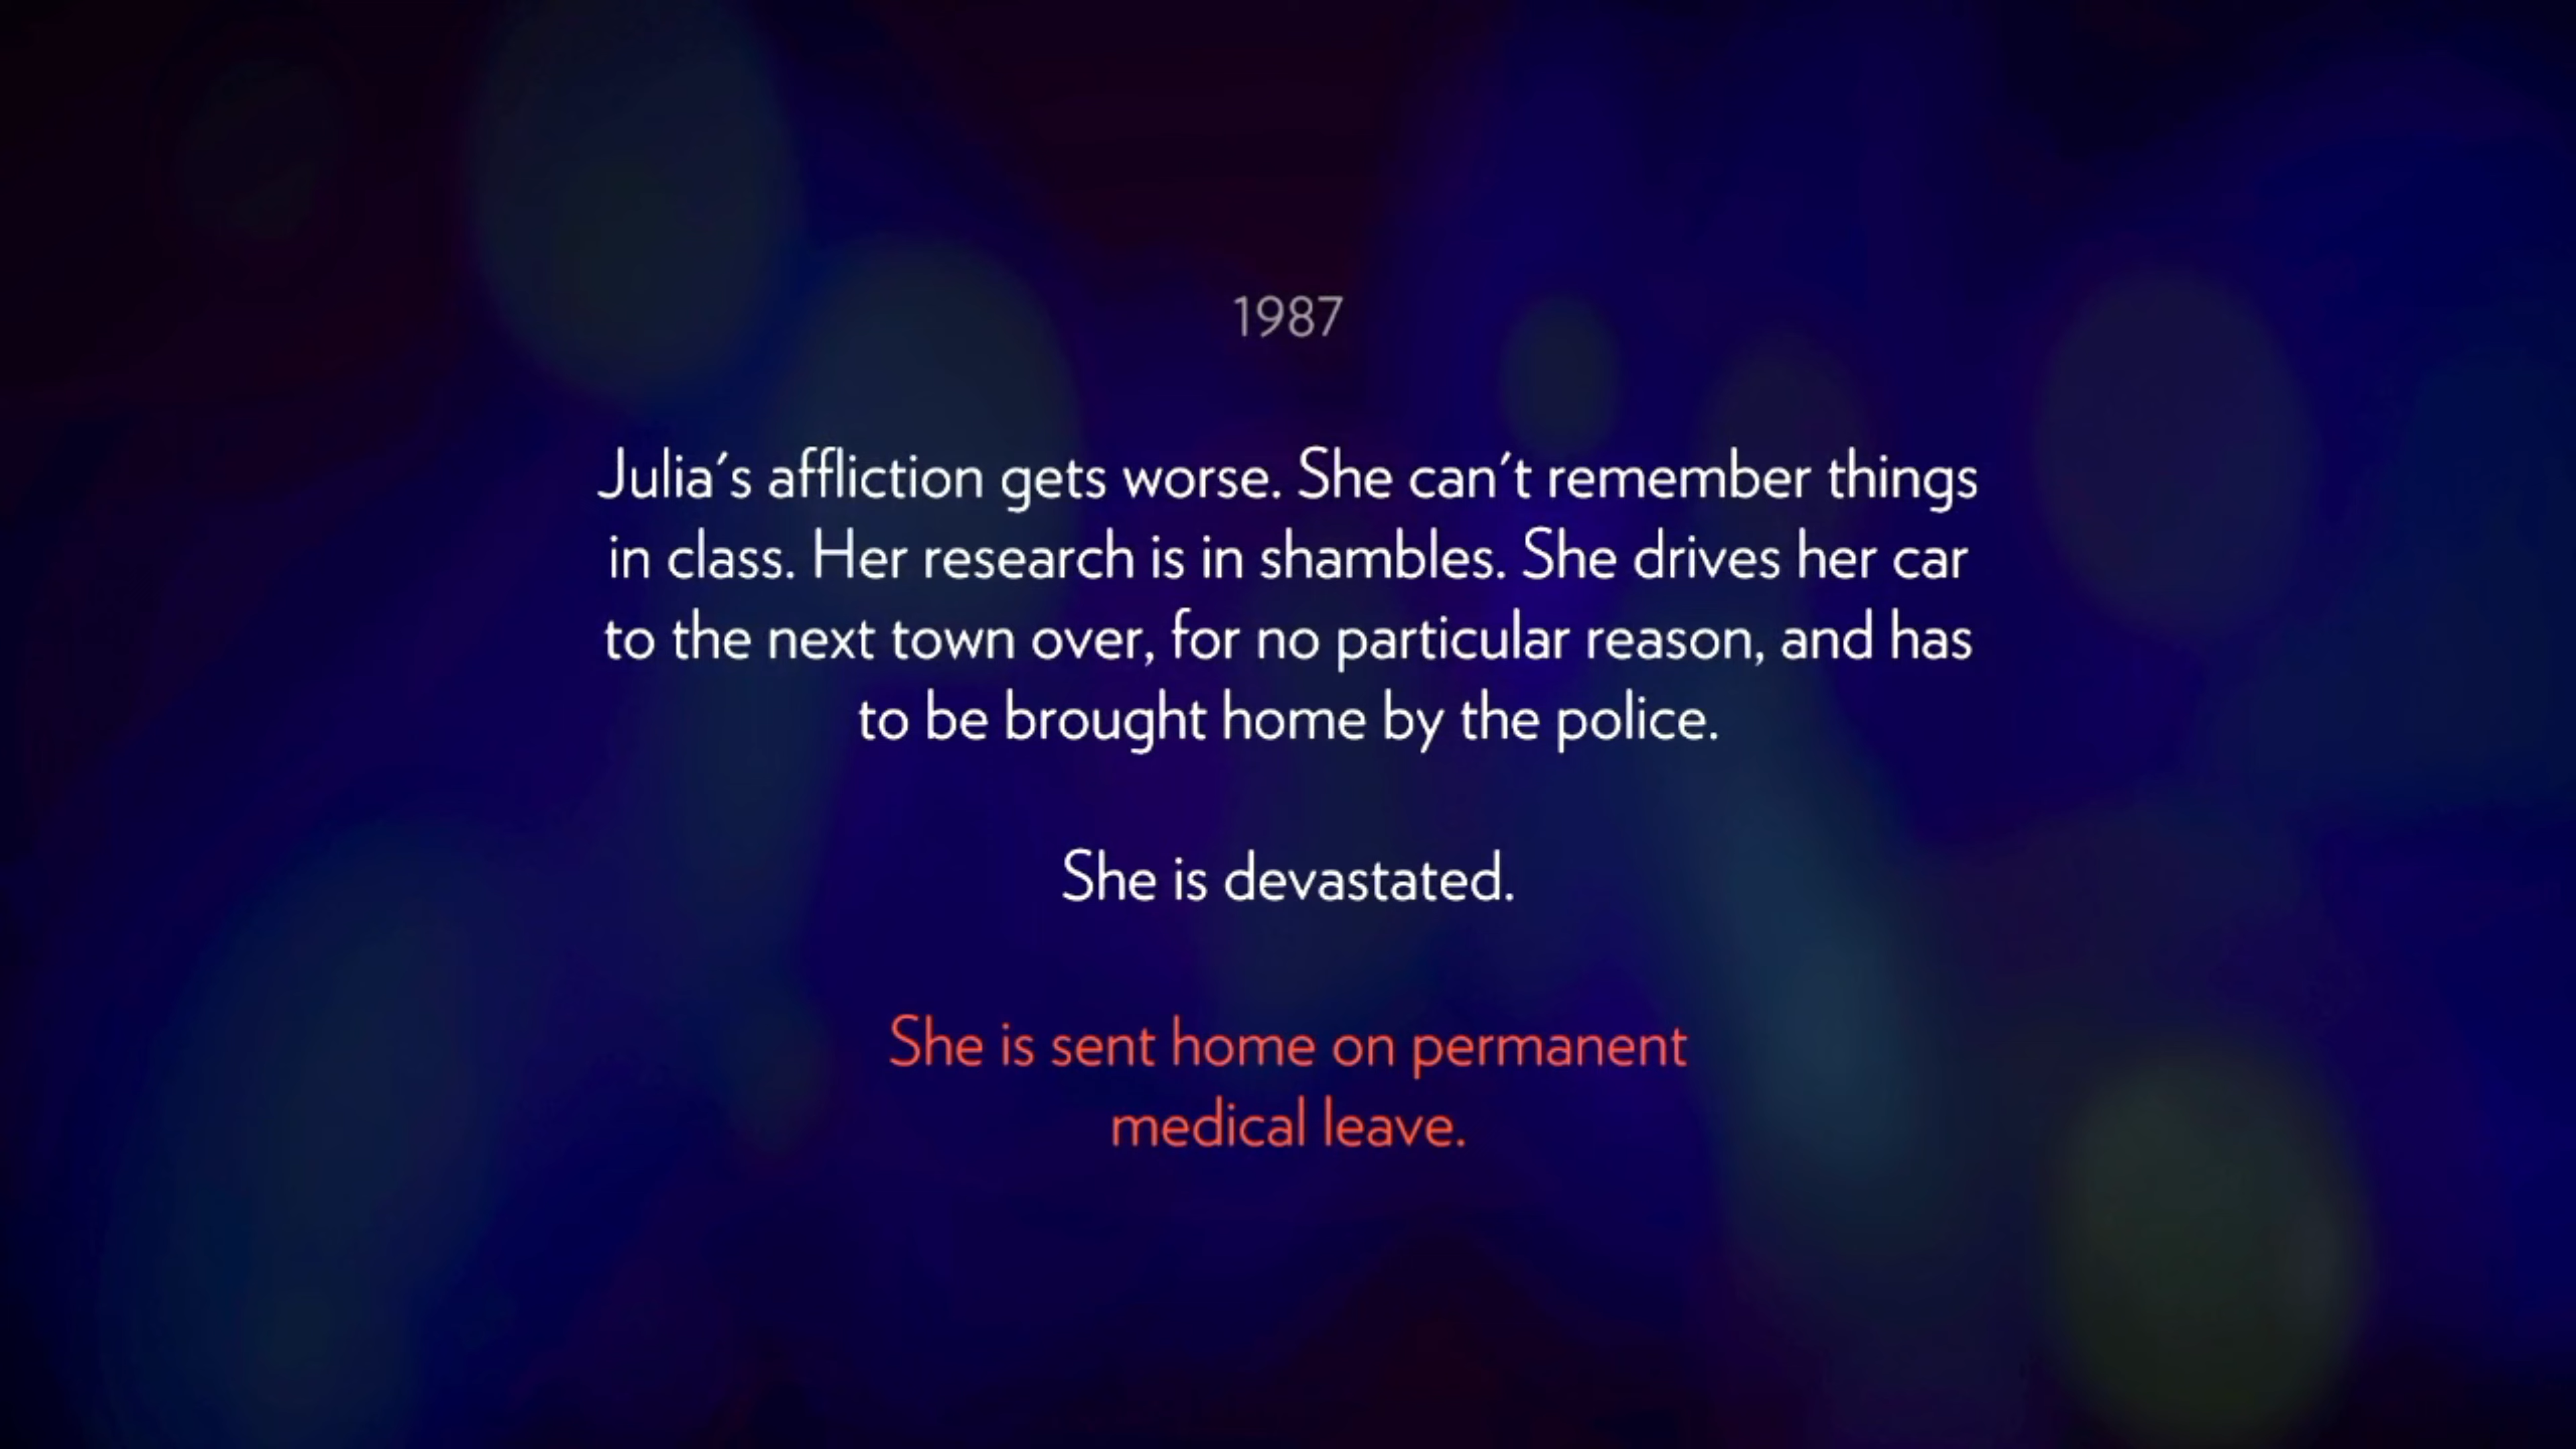 1987
Julia's affliction gets worse. She can't remember things
in class. Her research is in shambles. She drives her car
to the next town over, for no particular reason, and has
to be brought home by the police.
She is devastated.
She is sent home on permanent
medical leave.